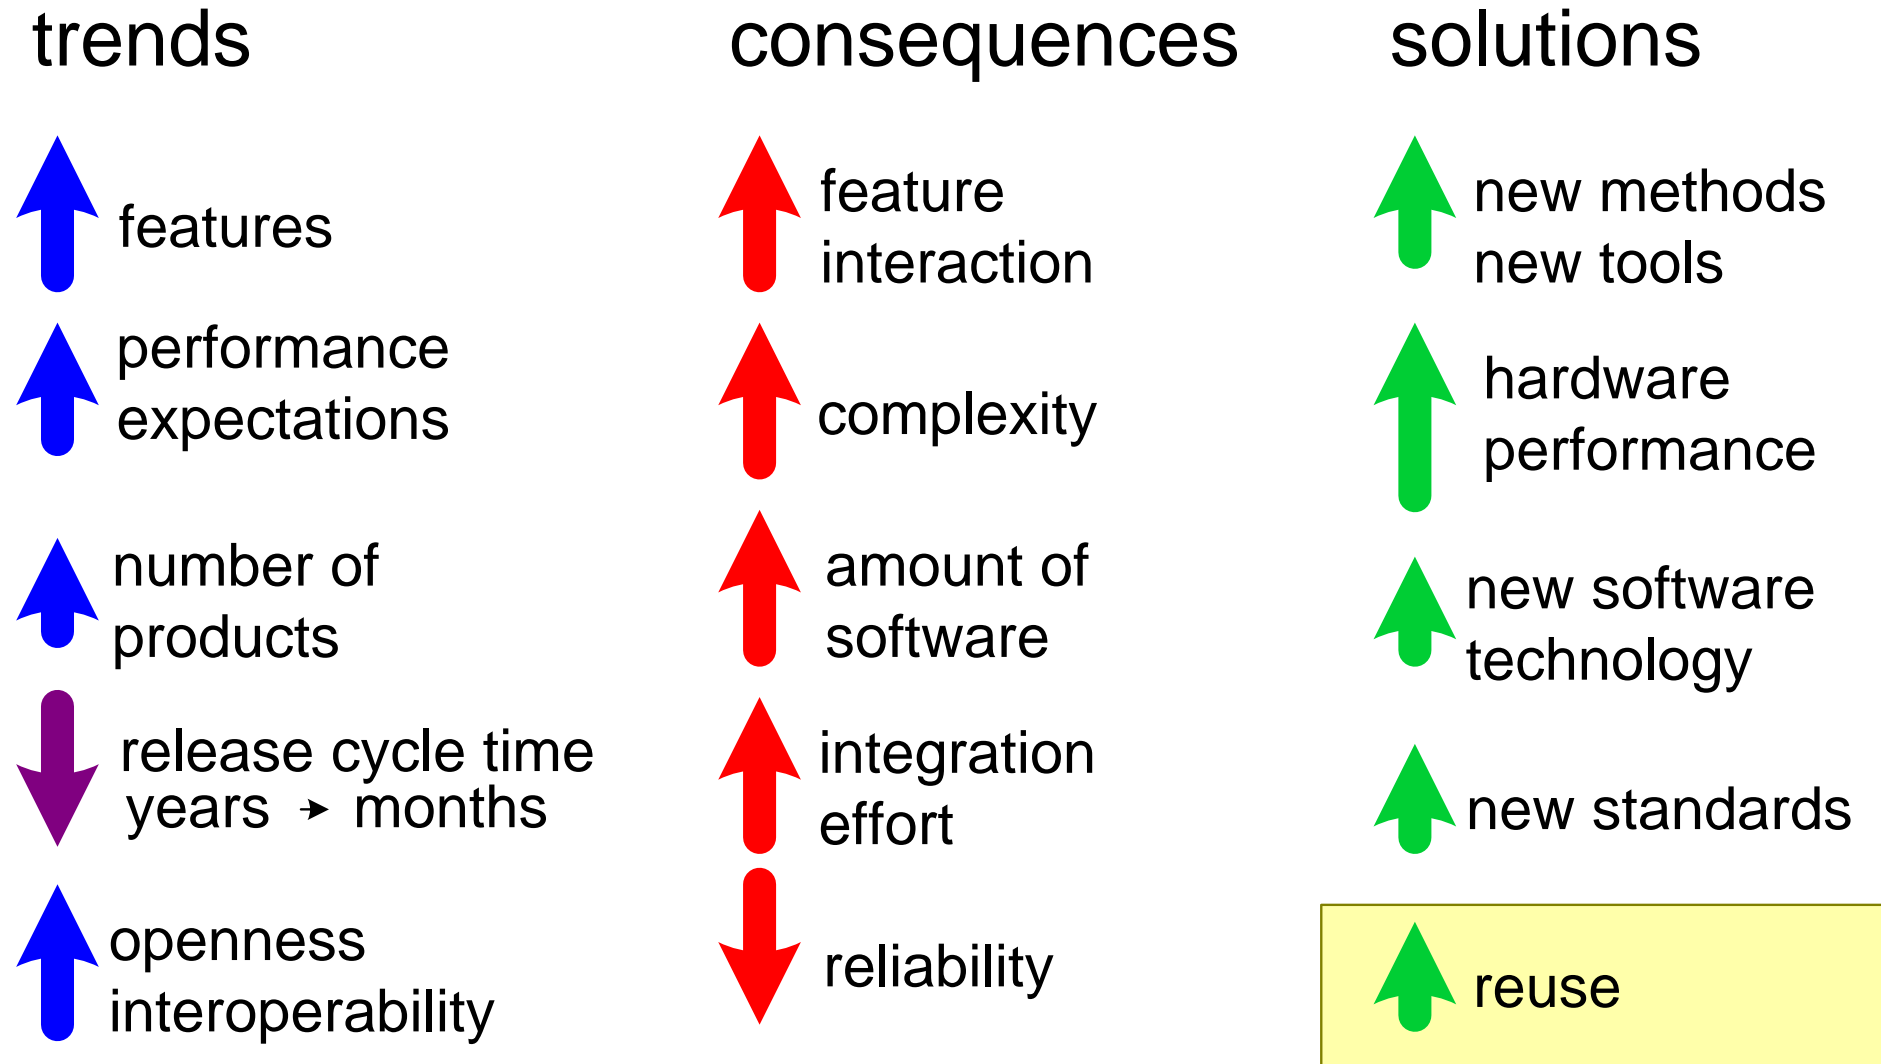 trends
features
performance
expectations
number of
products
release cycle time
years → months
openness
interoperability
consequences
feature
interaction
complexity
amount of
software
integration
effort
reliability
solutions
new methods
new tools
hardware
performance
new software
technology
new standards
reuse